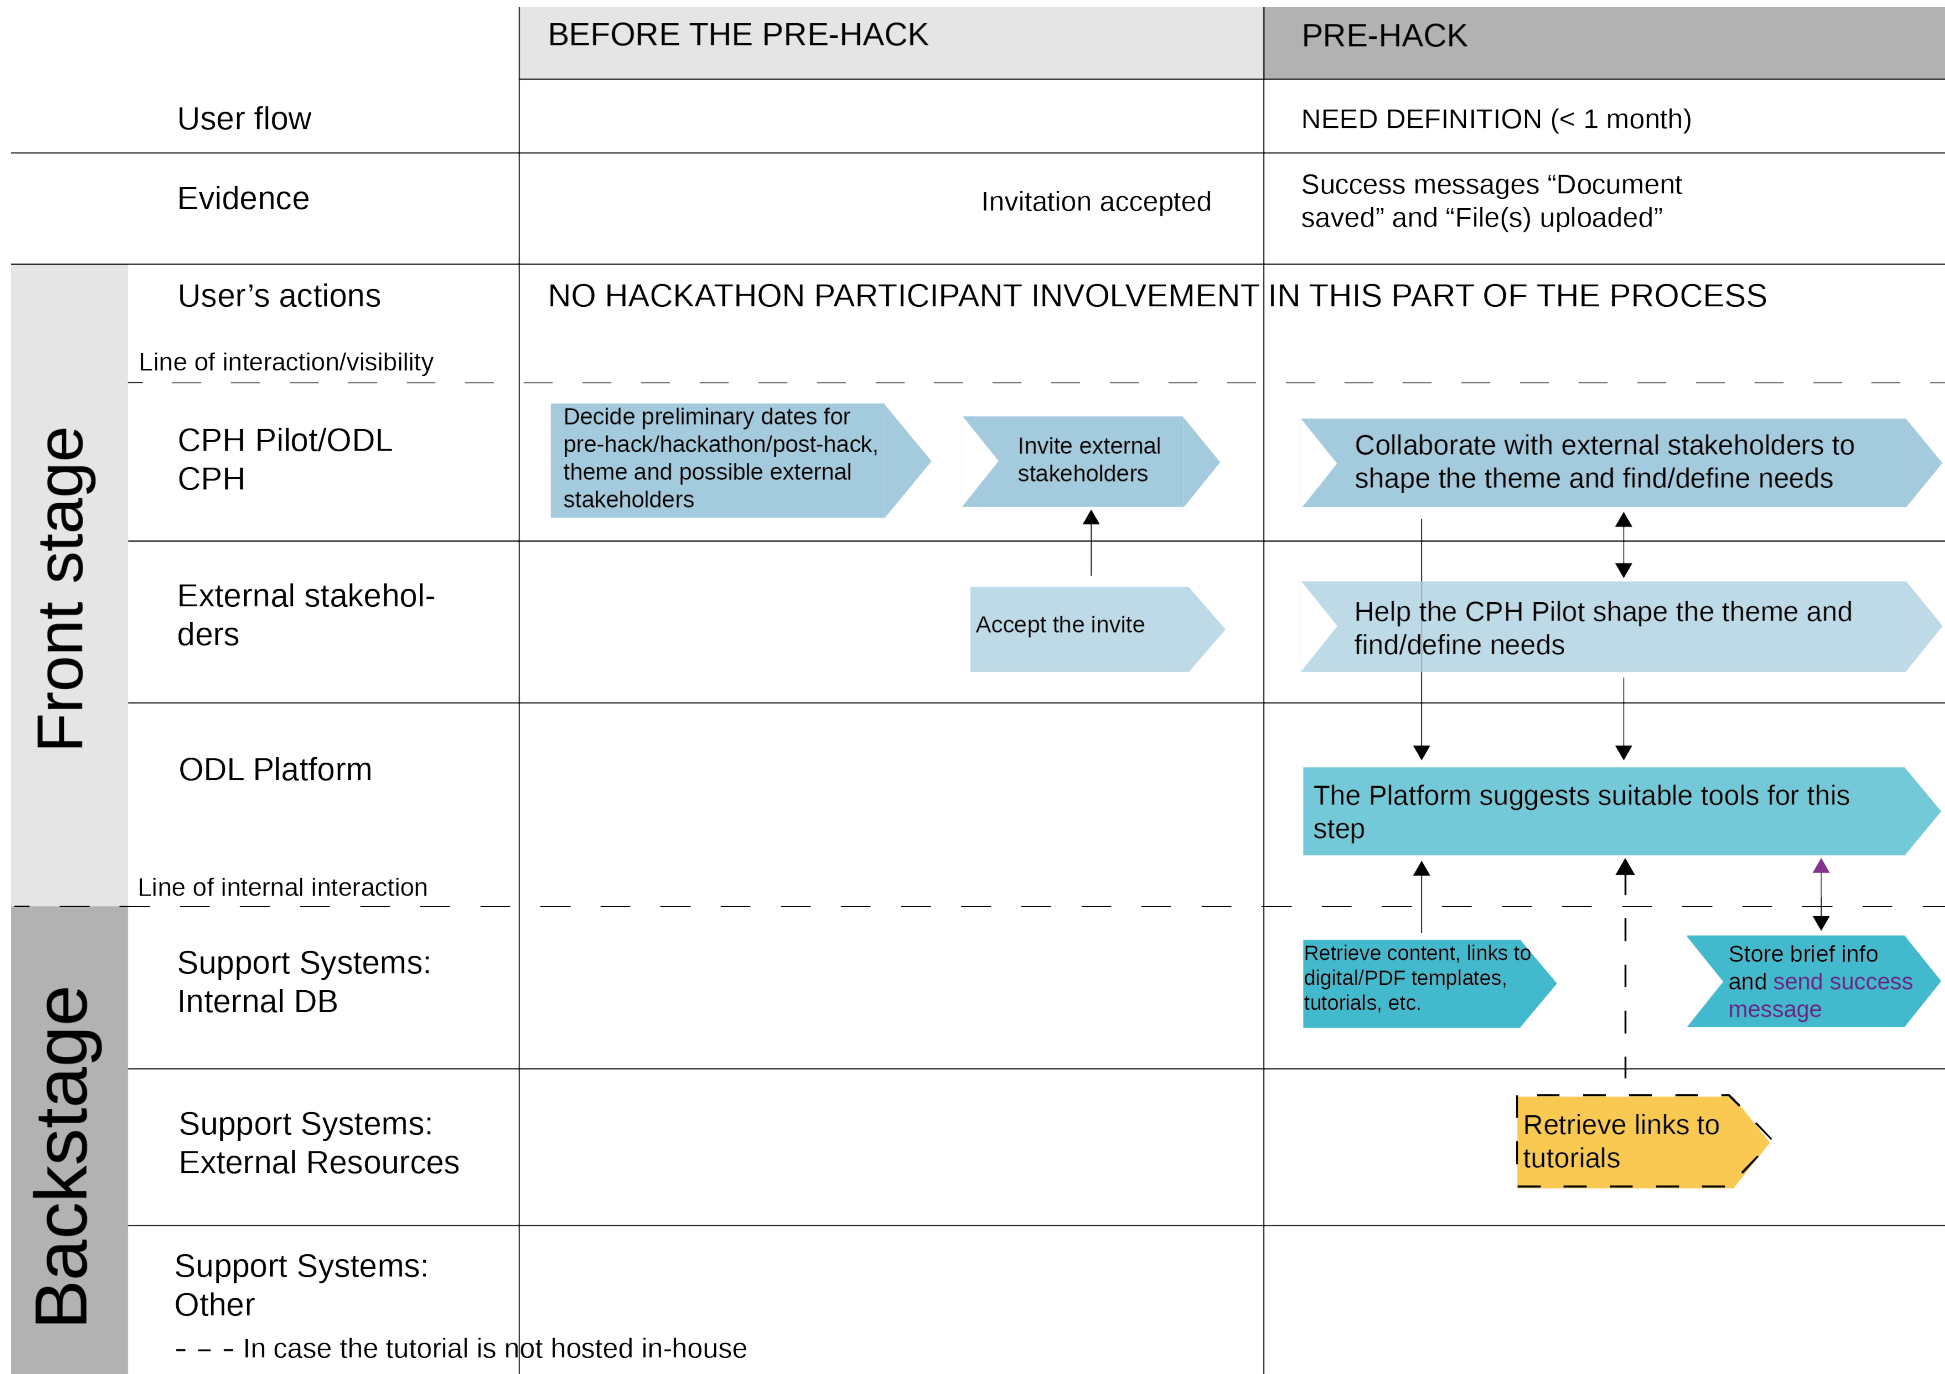 BEFORE THE PRE-HACK
PRE-HACK
User flow
NEED DEFINITION (< 1 month)
Evidence
Invitation accepted
Success messages “Document
saved” and “File(s) uploaded”
Front stage
User’s actions
NO HACKATHON PARTICIPANT INVOLVEMENT IN THIS PART OF THE PROCESS
Line of interaction/visibility
CPH Pilot/ODL
CPH
Decide preliminary dates for
pre-hack/hackathon/post-hack,
theme and possible external
stakeholders
Invite external
stakeholders
Collaborate with external stakeholders to
shape the theme and find/define needs
External stakehol-
ders
Accept the invite
Help the CPH Pilot shape the theme and
find/define needs
ODL Platform
The Platform suggests suitable tools for this
step
Line of internal interaction
Backstage
Support Systems:
Internal DB
Retrieve content, links to
digital/PDF templates,
tutorials, etc.
Store brief info
and send success
message
Support Systems:
External Resources
Retrieve links to
tutorials
Support Systems:
Other
– – – In case the tutorial is not hosted in-house